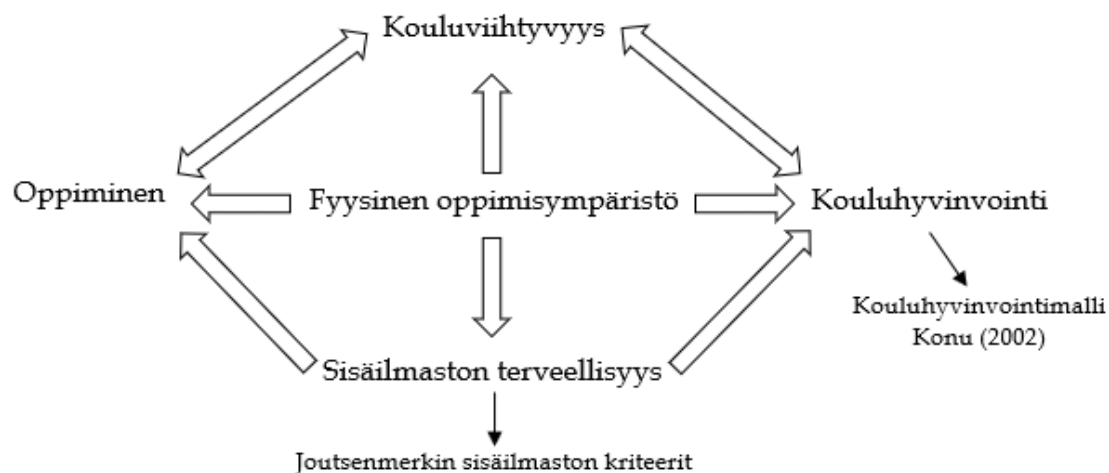 Kouluviihtyvyys
Oppiminen
Fyysinen oppimisympäristö
Kouluhyvinvointi
Kouluhyvinvointimalli
Konu (2002)
Sisäilmaston terveellisyys
Joutsenmerkin sisäilmaston kriteerit